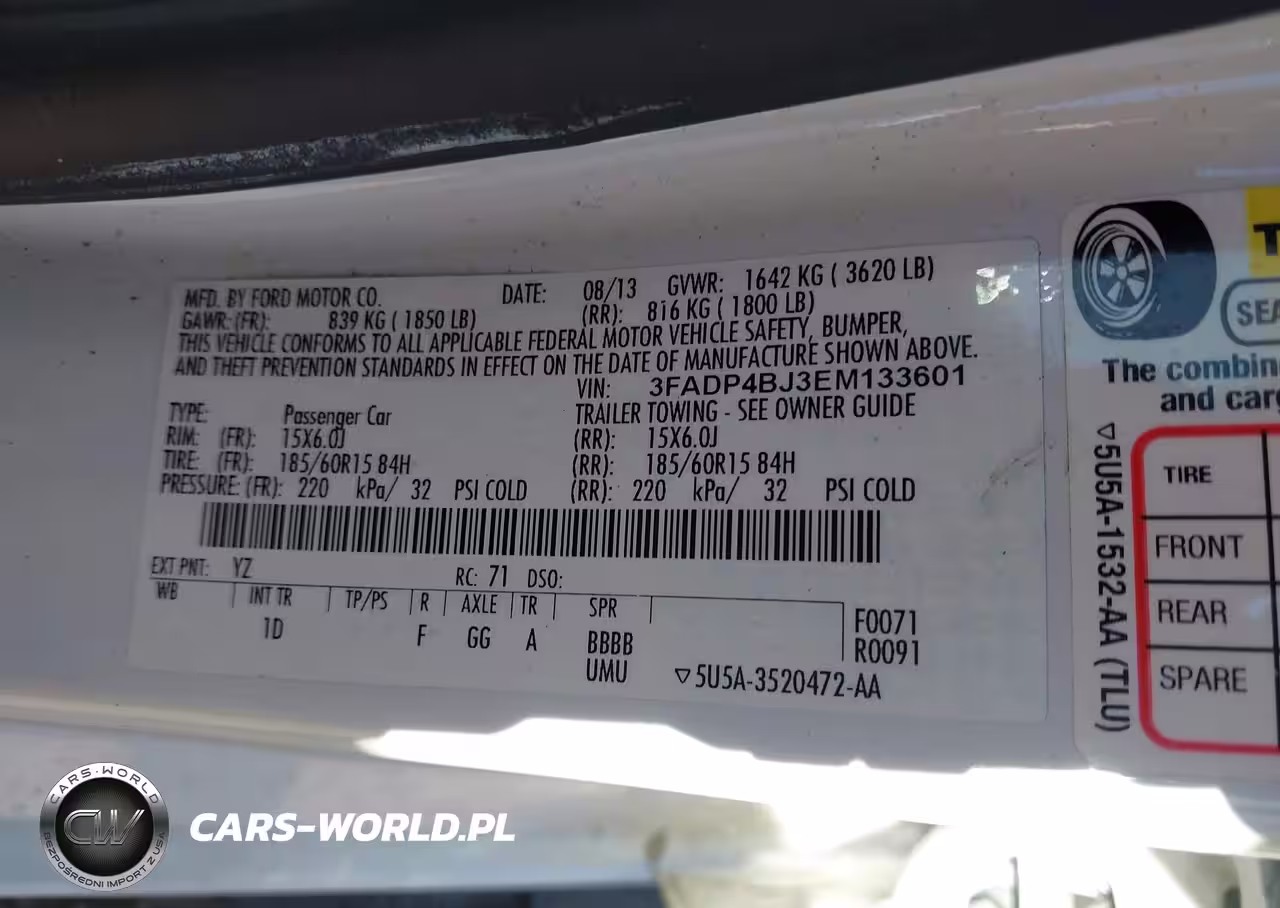 MFD. BY FORD MOTOR CO. DATE: 08/13 GVWR: 1642 KG ( 3620 LB)
GAWR: (FR): 839 KG ( 1850 LB) (RR): 816 KG ( 1800 LB)
THIS VEHICLE CONFORMS TO ALL APPLICABLE FEDERAL MOTOR VEHICLE SAFETY, BUMPER,
AND THEFT PREVENTION STANDARDS IN EFFECT ON THE DATE OF MANUFACTURE SHOWN ABOVE.
VIN: 3FADP4BJ3EM133601
TYPE: Passenger Car TRAILER TOWING - SEE OWNER GUIDE
RIM: (FR): 15X6.0J (RR): 15X6.0J
TIRE: (FR): 185/60R15 84H (RR): 185/60R15 84H
PRESSURE: (FR): 220 kPa/ 32 PSI COLD (RR): 220 kPa/ 32 PSI COLD
EXT PNT: YZ RC: 71 DSO:
WB INT TR TP/PS R AXLE TR SPR
1D F GG A BBBB
UMU
F0071
R0091
▽5U5A-3520472-AA
T
SEA
The combin
and carg
▽5U5A-1532-AA (TLU)
TIRE
FRONT
REAR
SPARE
CARS-WORLD
CW
BEZPOŚREDNI IMPORT Z USA
CARS-WORLD.PL